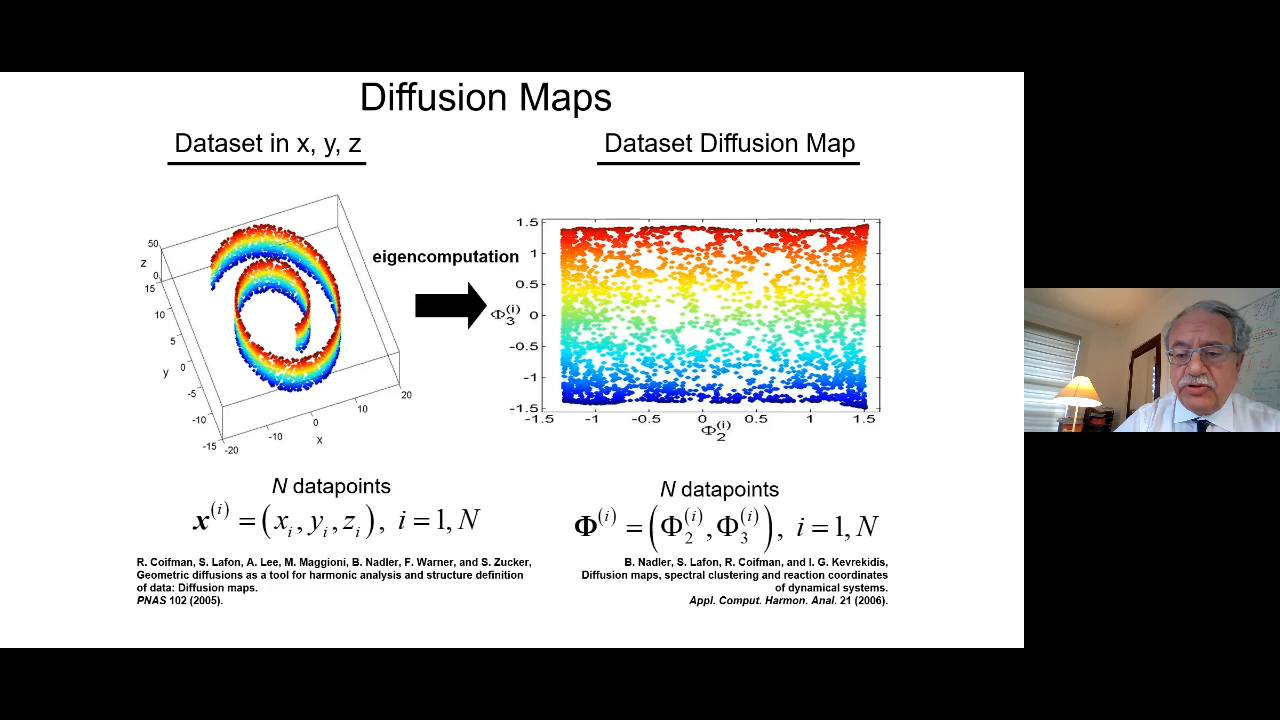 Diffusion Maps
Dataset in x, y, z
Dataset Diffusion Map
50
z
0
15
10
5
y
0
-5
-10
-15
-20
-10
0
x
10
20
eigencomputation
1.5
1
0.5
Φ₃⁽ⁱ⁾
0
-0.5
-1
-1.5
-1.5
-1
-0.5
0
0.5
1
1.5
Φ₂⁽ⁱ⁾
N datapoints
x⁽ⁱ⁾ = (xᵢ, yᵢ, zᵢ), i = 1, N
R. Coifman, S. Lafon, A. Lee, M. Maggioni, B. Nadler, F. Warner, and S. Zucker,
Geometric diffusions as a tool for harmonic analysis and structure definition
of data: Diffusion maps.
PNAS 102 (2005).
N datapoints
Φ⁽ⁱ⁾ = (Φ₂⁽ⁱ⁾, Φ₃⁽ⁱ⁾), i = 1, N
B. Nadler, S. Lafon, R. Coifman, and I. G. Kevrekidis,
Diffusion maps, spectral clustering and reaction coordinates
of dynamical systems.
Appl. Comput. Harmon. Anal. 21 (2006).